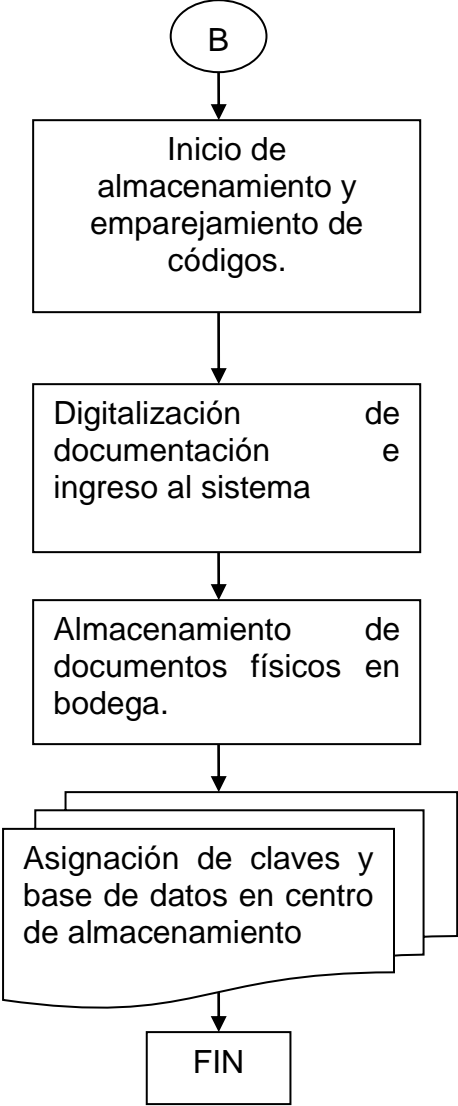 B
Inicio de
almacenamiento y
emparejamiento de
códigos.
Digitalización de
documentación e
ingreso al sistema
Almacenamiento de
documentos físicos en
bodega.
Asignación de claves y
base de datos en centro
de almacenamiento
FIN